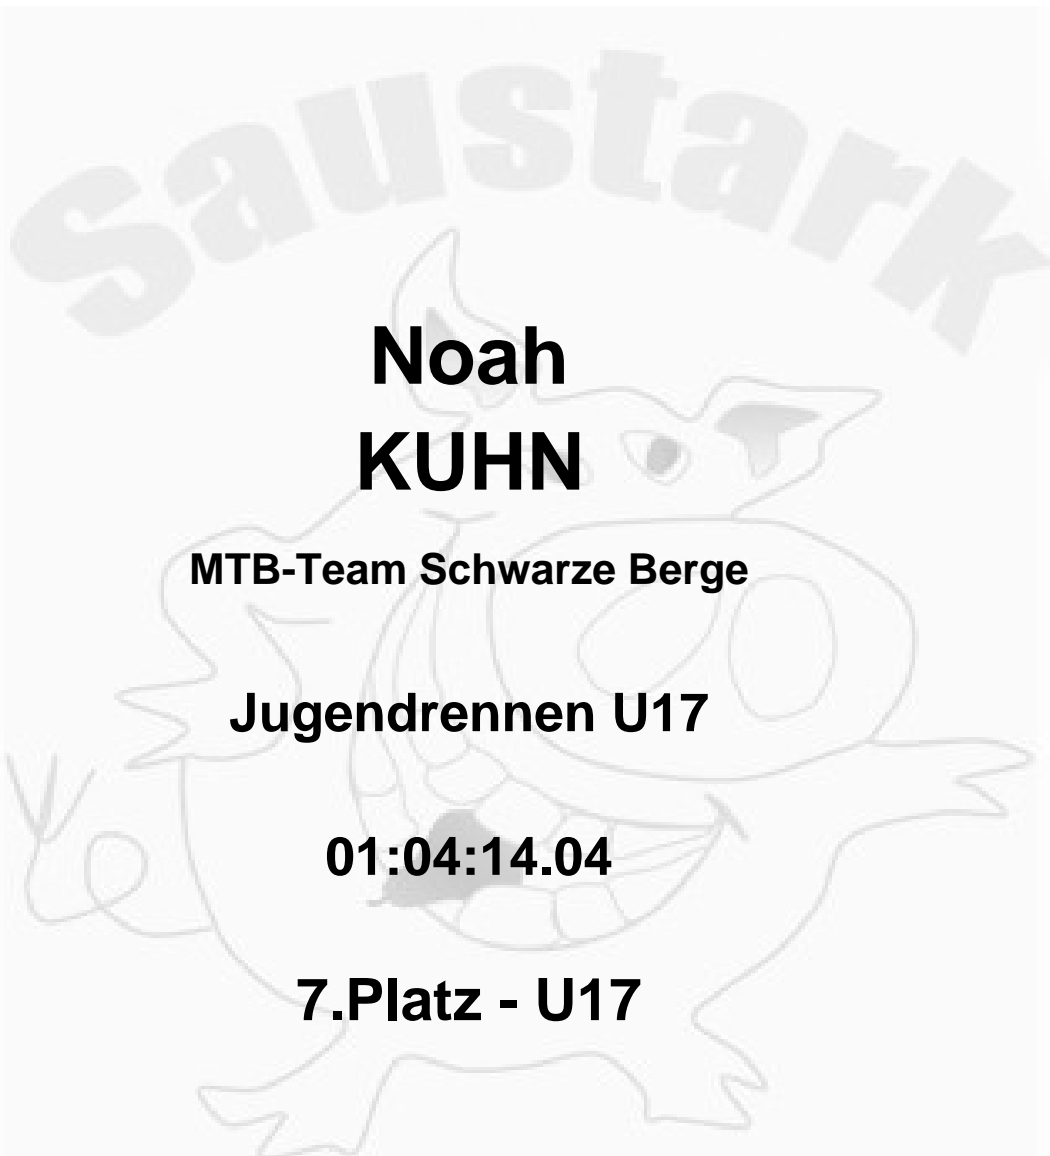 Saustark
Noah
KUHN
MTB-Team Schwarze Berge
Jugendrennen U17
01:04:14.04
7.Platz - U17